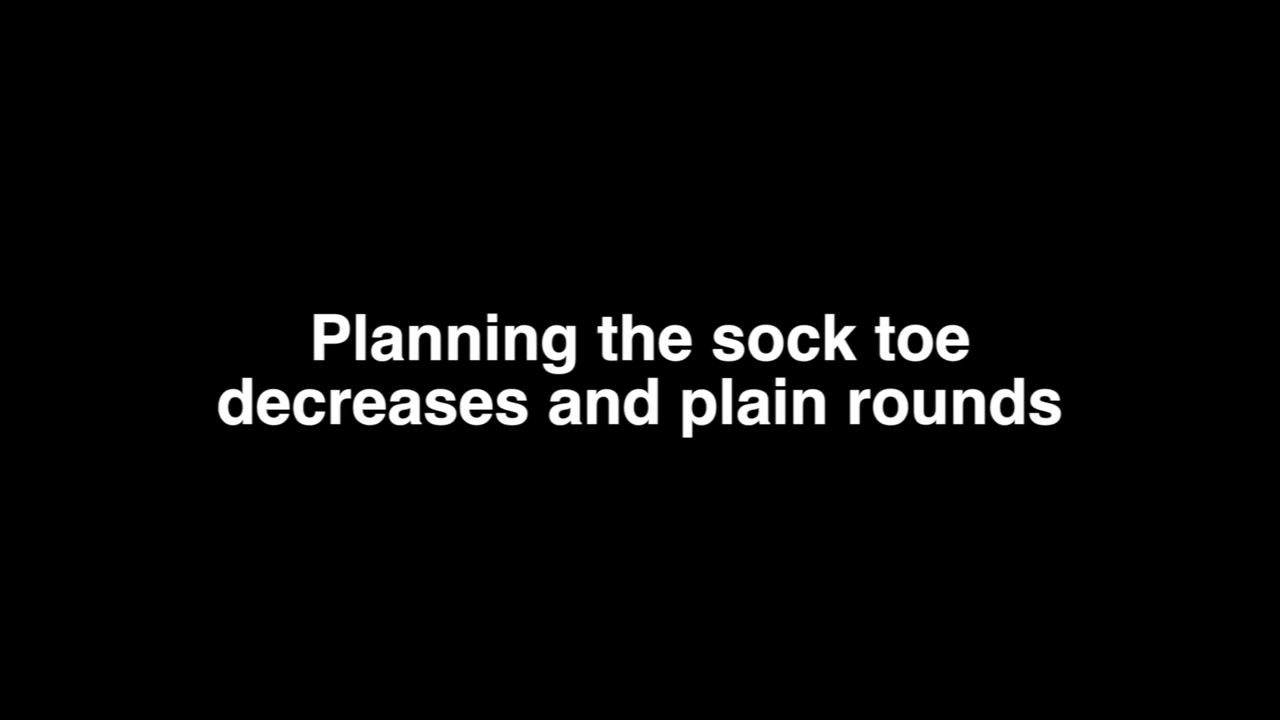 Planning the sock toe
decreases and plain rounds